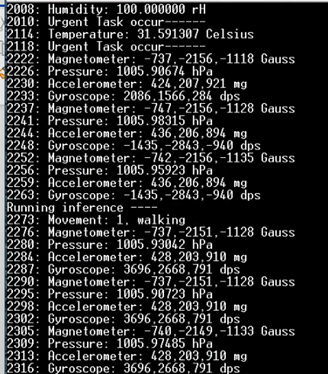 2008: Humidity: 100.000000 rH
2010: Urgent Task occur------
2114: Temperature: 31.591307 Celsius
2118: Urgent Task occur------
2222: Magnetometer: -737,-2156,-1118 Gauss
2226: Pressure: 1005.90674 hPa
2230: Accelerometer: 424,207,921 mg
2233: Gyroscope: 2086,1566,284 dps
2237: Magnetometer: -747,-2156,-1128 Gauss
2241: Pressure: 1005.98315 hPa
2244: Accelerometer: 436,206,894 mg
2248: Gyroscope: -1435,-2843,-940 dps
2252: Magnetometer: -742,-2156,-1135 Gauss
2256: Pressure: 1005.95923 hPa
2259: Accelerometer: 436,206,894 mg
2263: Gyroscope: -1435,-2843,-940 dps
Running inference ----
2273: Movement: 1, walking
2276: Magnetometer: -737,-2151,-1128 Gauss
2280: Pressure: 1005.93042 hPa
2284: Accelerometer: 428,203,910 mg
2287: Gyroscope: 3696,2668,791 dps
2290: Magnetometer: -737,-2151,-1128 Gauss
2295: Pressure: 1005.90723 hPa
2298: Accelerometer: 428,203,910 mg
2302: Gyroscope: 3696,2668,791 dps
2305: Magnetometer: -740,-2149,-1133 Gauss
2309: Pressure: 1005.97485 hPa
2313: Accelerometer: 428,203,910 mg
2316: Gyroscope: 3696,2668,791 dps